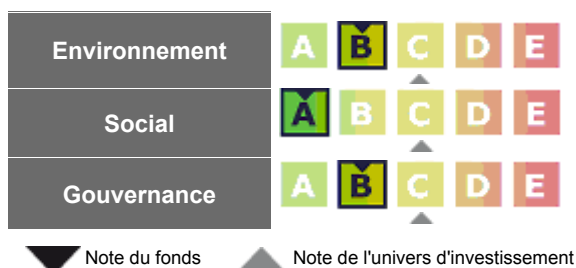 Environnement A B C D E
Social A B C D E
Gouvernance A B C D E
Note du fonds Note de l'univers d'investissement